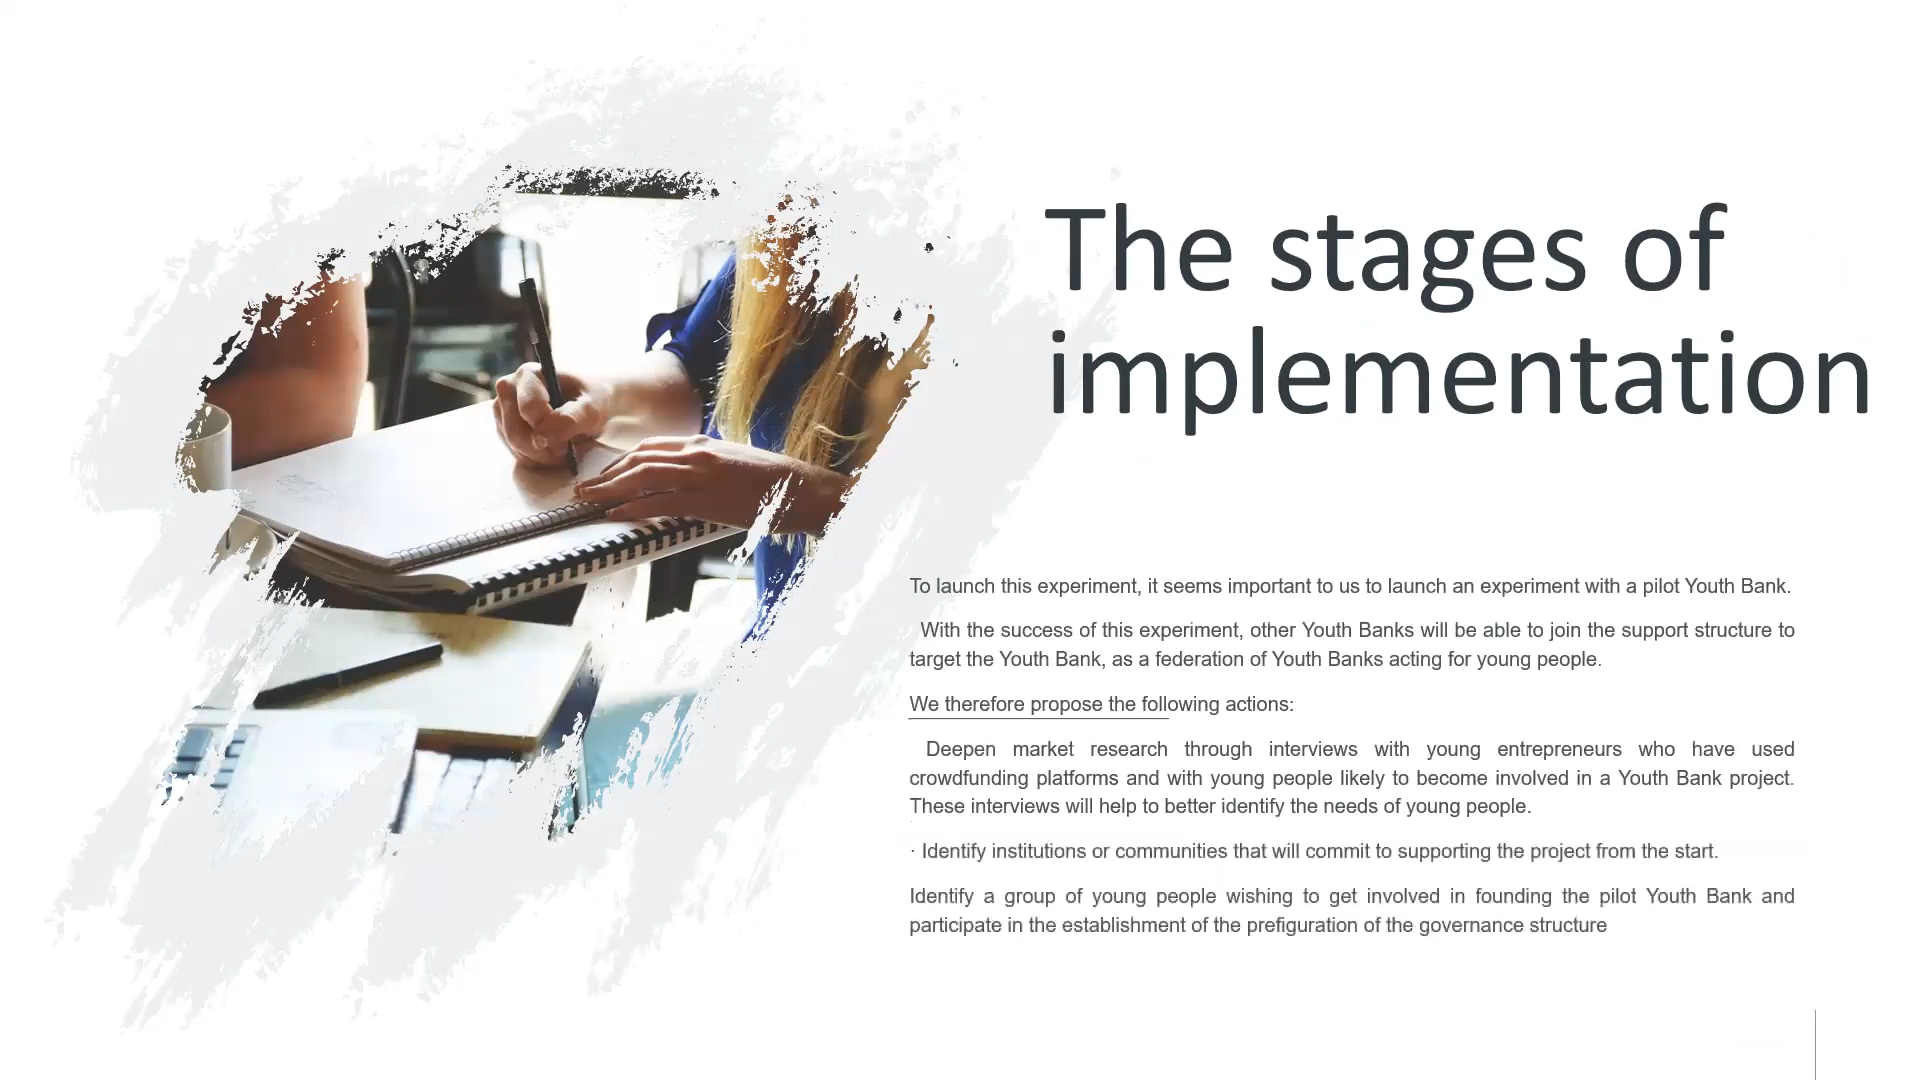 The stages of
implementation
To launch this experiment, it seems important to us to launch an experiment with a pilot Youth Bank.
With the success of this experiment, other Youth Banks will be able to join the support structure to
target the Youth Bank, as a federation of Youth Banks acting for young people.
We therefore propose the following actions:
Deepen market research through interviews with young entrepreneurs who have used
crowdfunding platforms and with young people likely to become involved in a Youth Bank project.
These interviews will help to better identify the needs of young people.
· Identify institutions or communities that will commit to supporting the project from the start.
Identify a group of young people wishing to get involved in founding the pilot Youth Bank and
participate in the establishment of the prefiguration of the governance structure